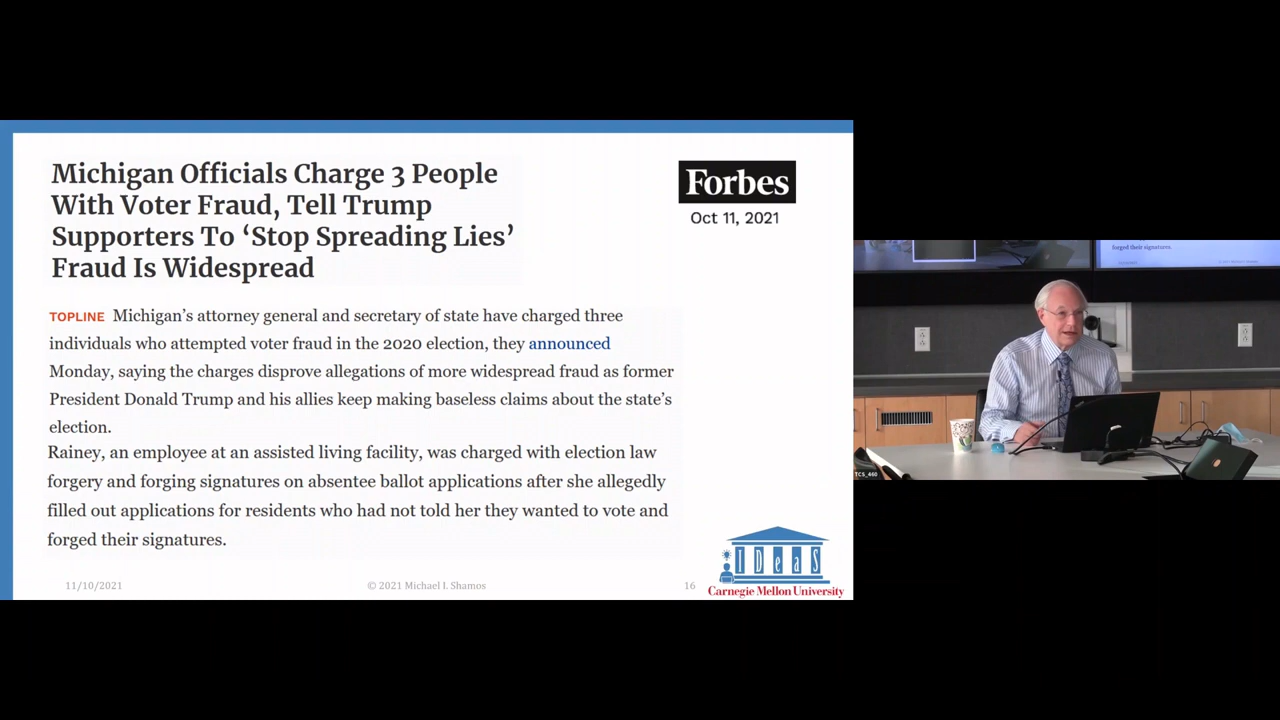 Michigan Officials Charge 3 People
With Voter Fraud, Tell Trump
Supporters To ‘Stop Spreading Lies’
Fraud Is Widespread
Forbes
Oct 11, 2021
TOPLINE Michigan’s attorney general and secretary of state have charged three
individuals who attempted voter fraud in the 2020 election, they announced
Monday, saying the charges disprove allegations of more widespread fraud as former
President Donald Trump and his allies keep making baseless claims about the state’s
election.
Rainey, an employee at an assisted living facility, was charged with election law
forgery and forging signatures on absentee ballot applications after she allegedly
filled out applications for residents who had not told her they wanted to vote and
forged their signatures.
11/10/2021
© 2021 Michael I. Shamos
16
IDeaS
Carnegie Mellon University
forged their signatures.
TCS_460